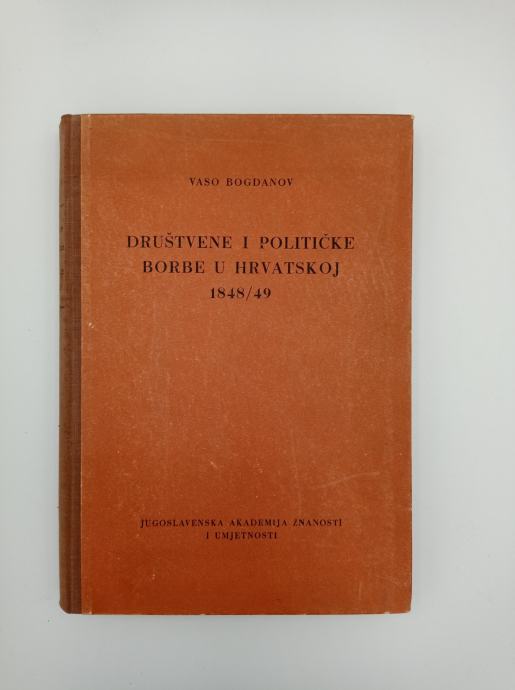 VASO BOGDANOV
DRUŠTVENE I POLITIČKE
BORBE U HRVATSKOJ
1848/49
JUGOSLAVENSKA AKADEMIJA ZNANOSTI
I UMJETNOSTI